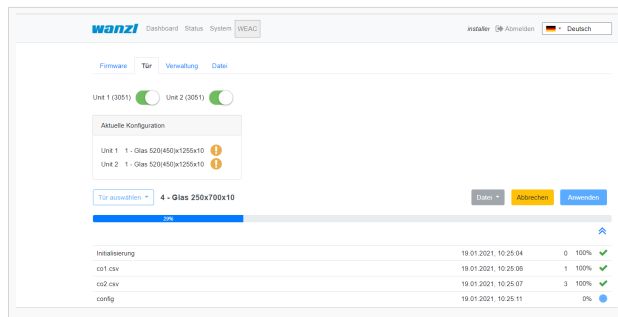 wanzl Dashboard Status System WEAC installer Abmelden Deutsch
Firmware Tür Verwaltung Datei
Unit 1 (3051) Unit 2 (3051)
Aktuelle Konfiguration
Unit 1 1 - Glas 520(450)x1255x10
Unit 2 1 - Glas 520(450)x1255x10
Tür auswählen 4 - Glas 250x700x10 Datei Abbrechen Anwenden
29%
Initialisierung 19.01.2021, 10:25:04 0 100%
co1.csv 19.01.2021, 10:25:06 1 100%
co2.csv 19.01.2021, 10:25:07 3 100%
config 19.01.2021, 10:25:11 0%